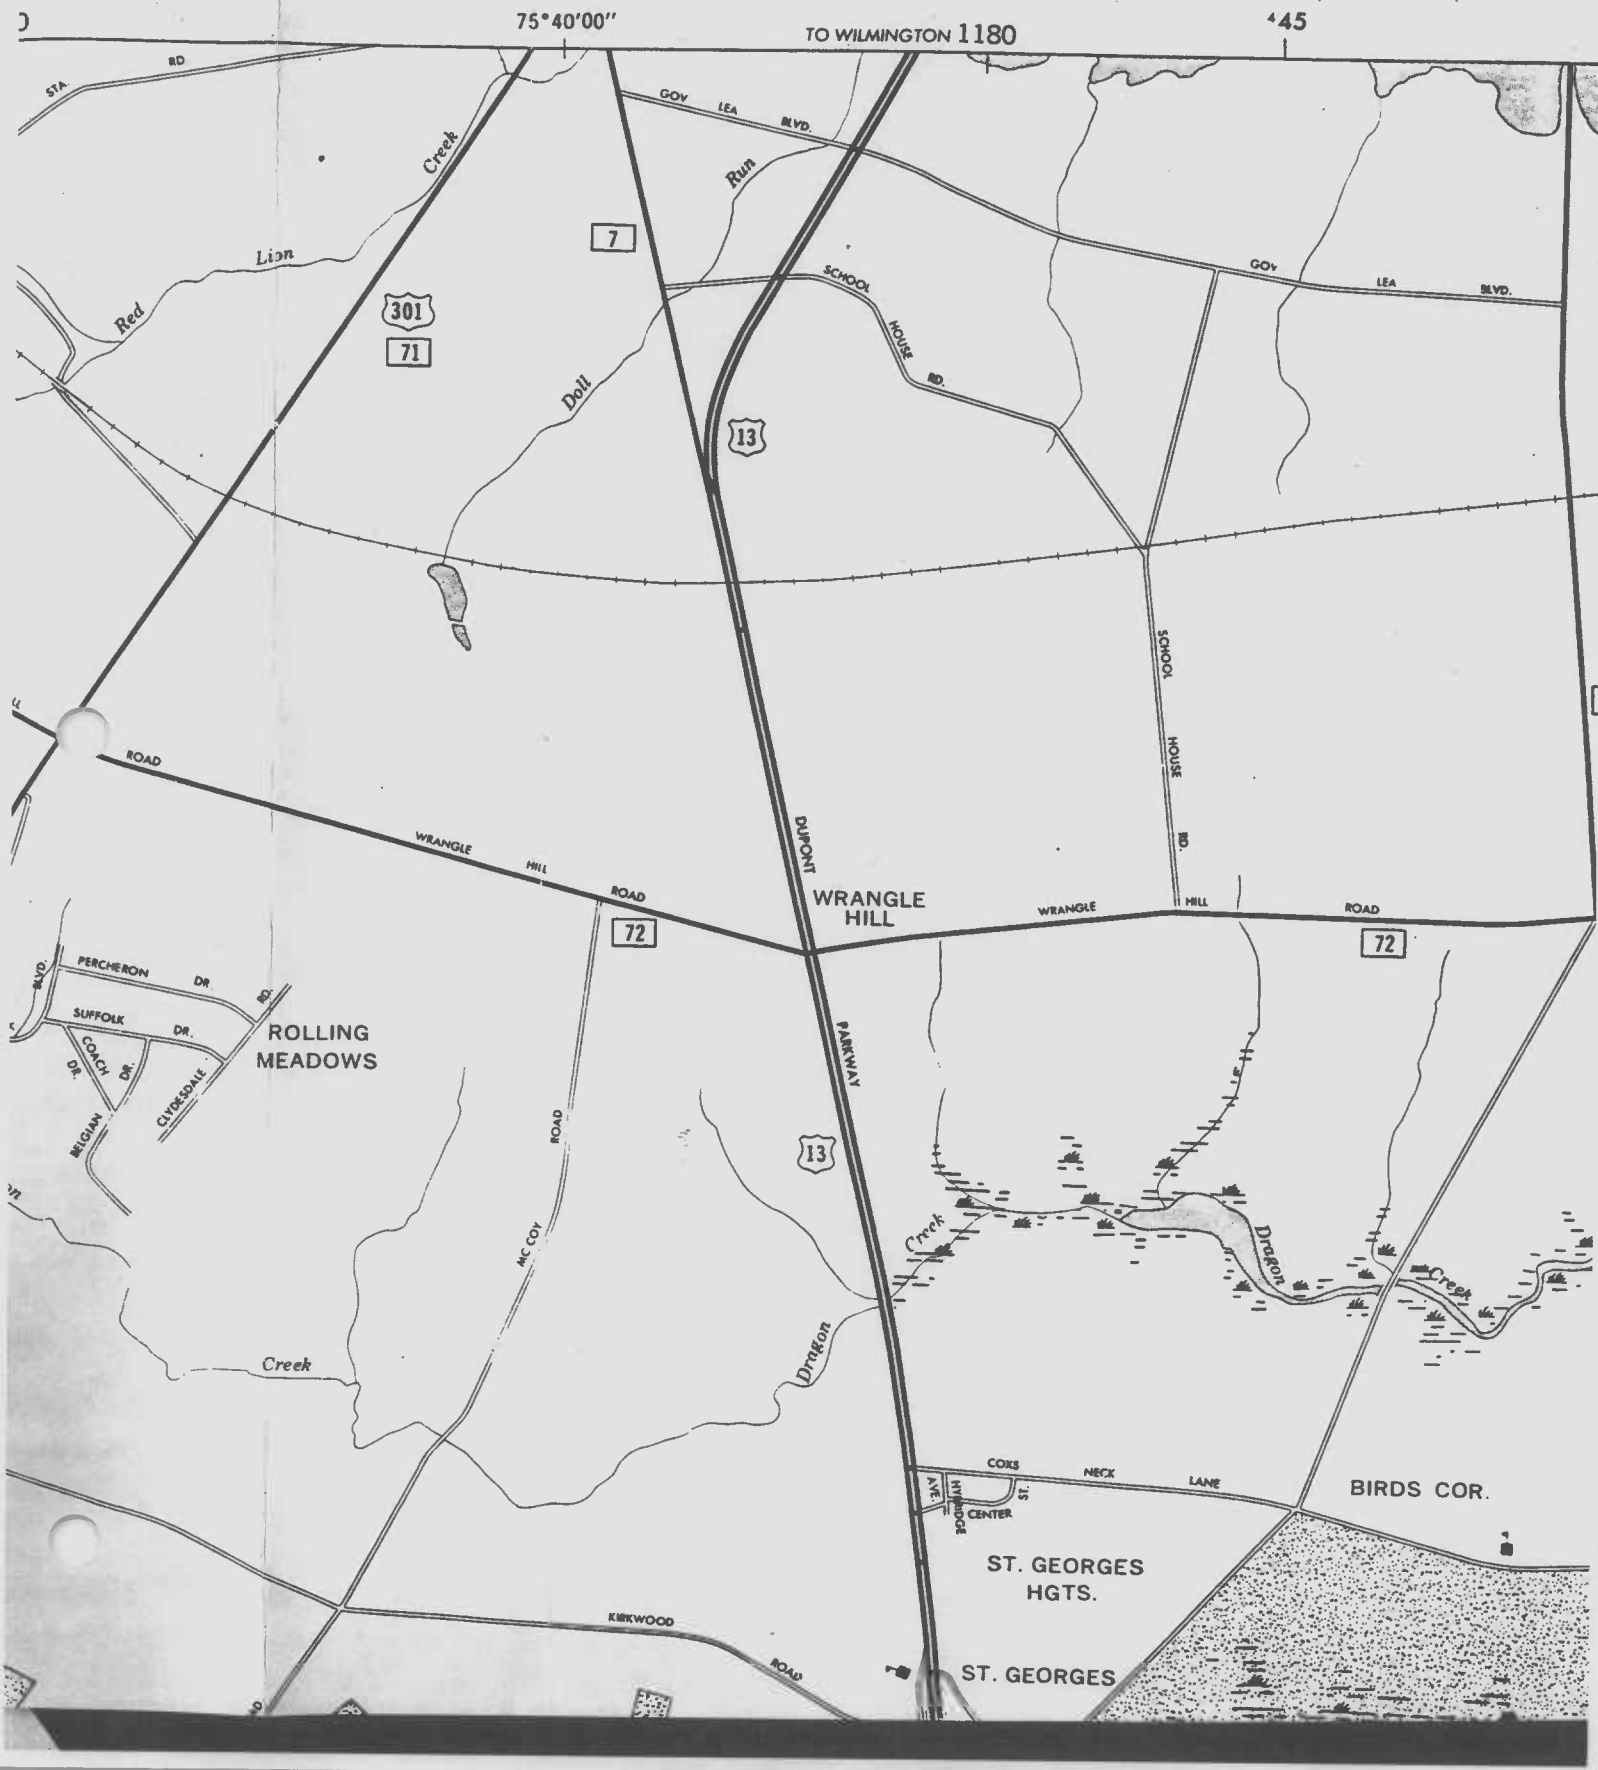 75°40'00"
TO WILMINGTON 1180
⁴45
STA. RD
GOV LEA BLVD.
Creek
Run
7
Lion
Red
301
71
SCHOOL HOUSE RD.
GOV LEA BLVD.
Doll
13
SCHOOL HOUSE RD.
ROAD
WRANGLE HILL ROAD
72
DUPONT
WRANGLE
HILL
WRANGLE HILL ROAD
72
BLVD.
PERCHERON DR.
RD.
SUFFOLK DR.
COACH DR.
DR.
ROLLING
MEADOWS
CLYDESDALE
BELGIAN
PARKWAY
ROAD
13
MC COY
Creek
Dragon
Creek
Creek
Dragon
COKS NECK LANE
AVE.
HYBRIDGE
ST.
CENTER
BIRDS COR.
ST. GEORGES
HGTS.
KIRKWOOD ROAD
ST. GEORGES